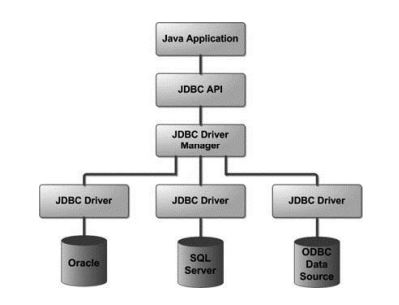 Java Application
JDBC API
JDBC Driver
Manager
JDBC Driver
JDBC Driver
JDBC Driver
Oracle
SQL
Server
ODBC
Data
Source